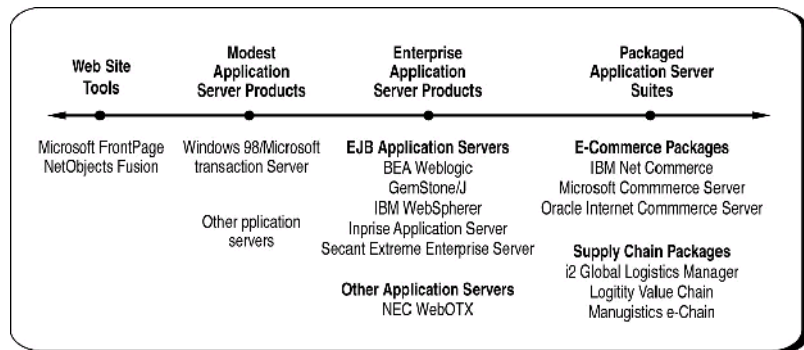 Web Site
Tools
Modest
Application
Server Products
Enterprise
Application
Server Products
Packaged
Application Server
Suites
Microsoft FrontPage
NetObjects Fusion
Windows 98/Microsoft
transaction Server
Other pplication
servers
EJB Application Servers
BEA Weblogic
GemStone/J
IBM WebSpherer
Inprise Application Server
Secant Extreme Enterprise Server
Other Application Servers
NEC WebOTX
E-Commerce Packages
IBM Net Commerce
Microsoft Commmerce Server
Oracle Internet Commmerce Server
Supply Chain Packages
i2 Global Logistics Manager
Logitity Value Chain
Manugistics e-Chain